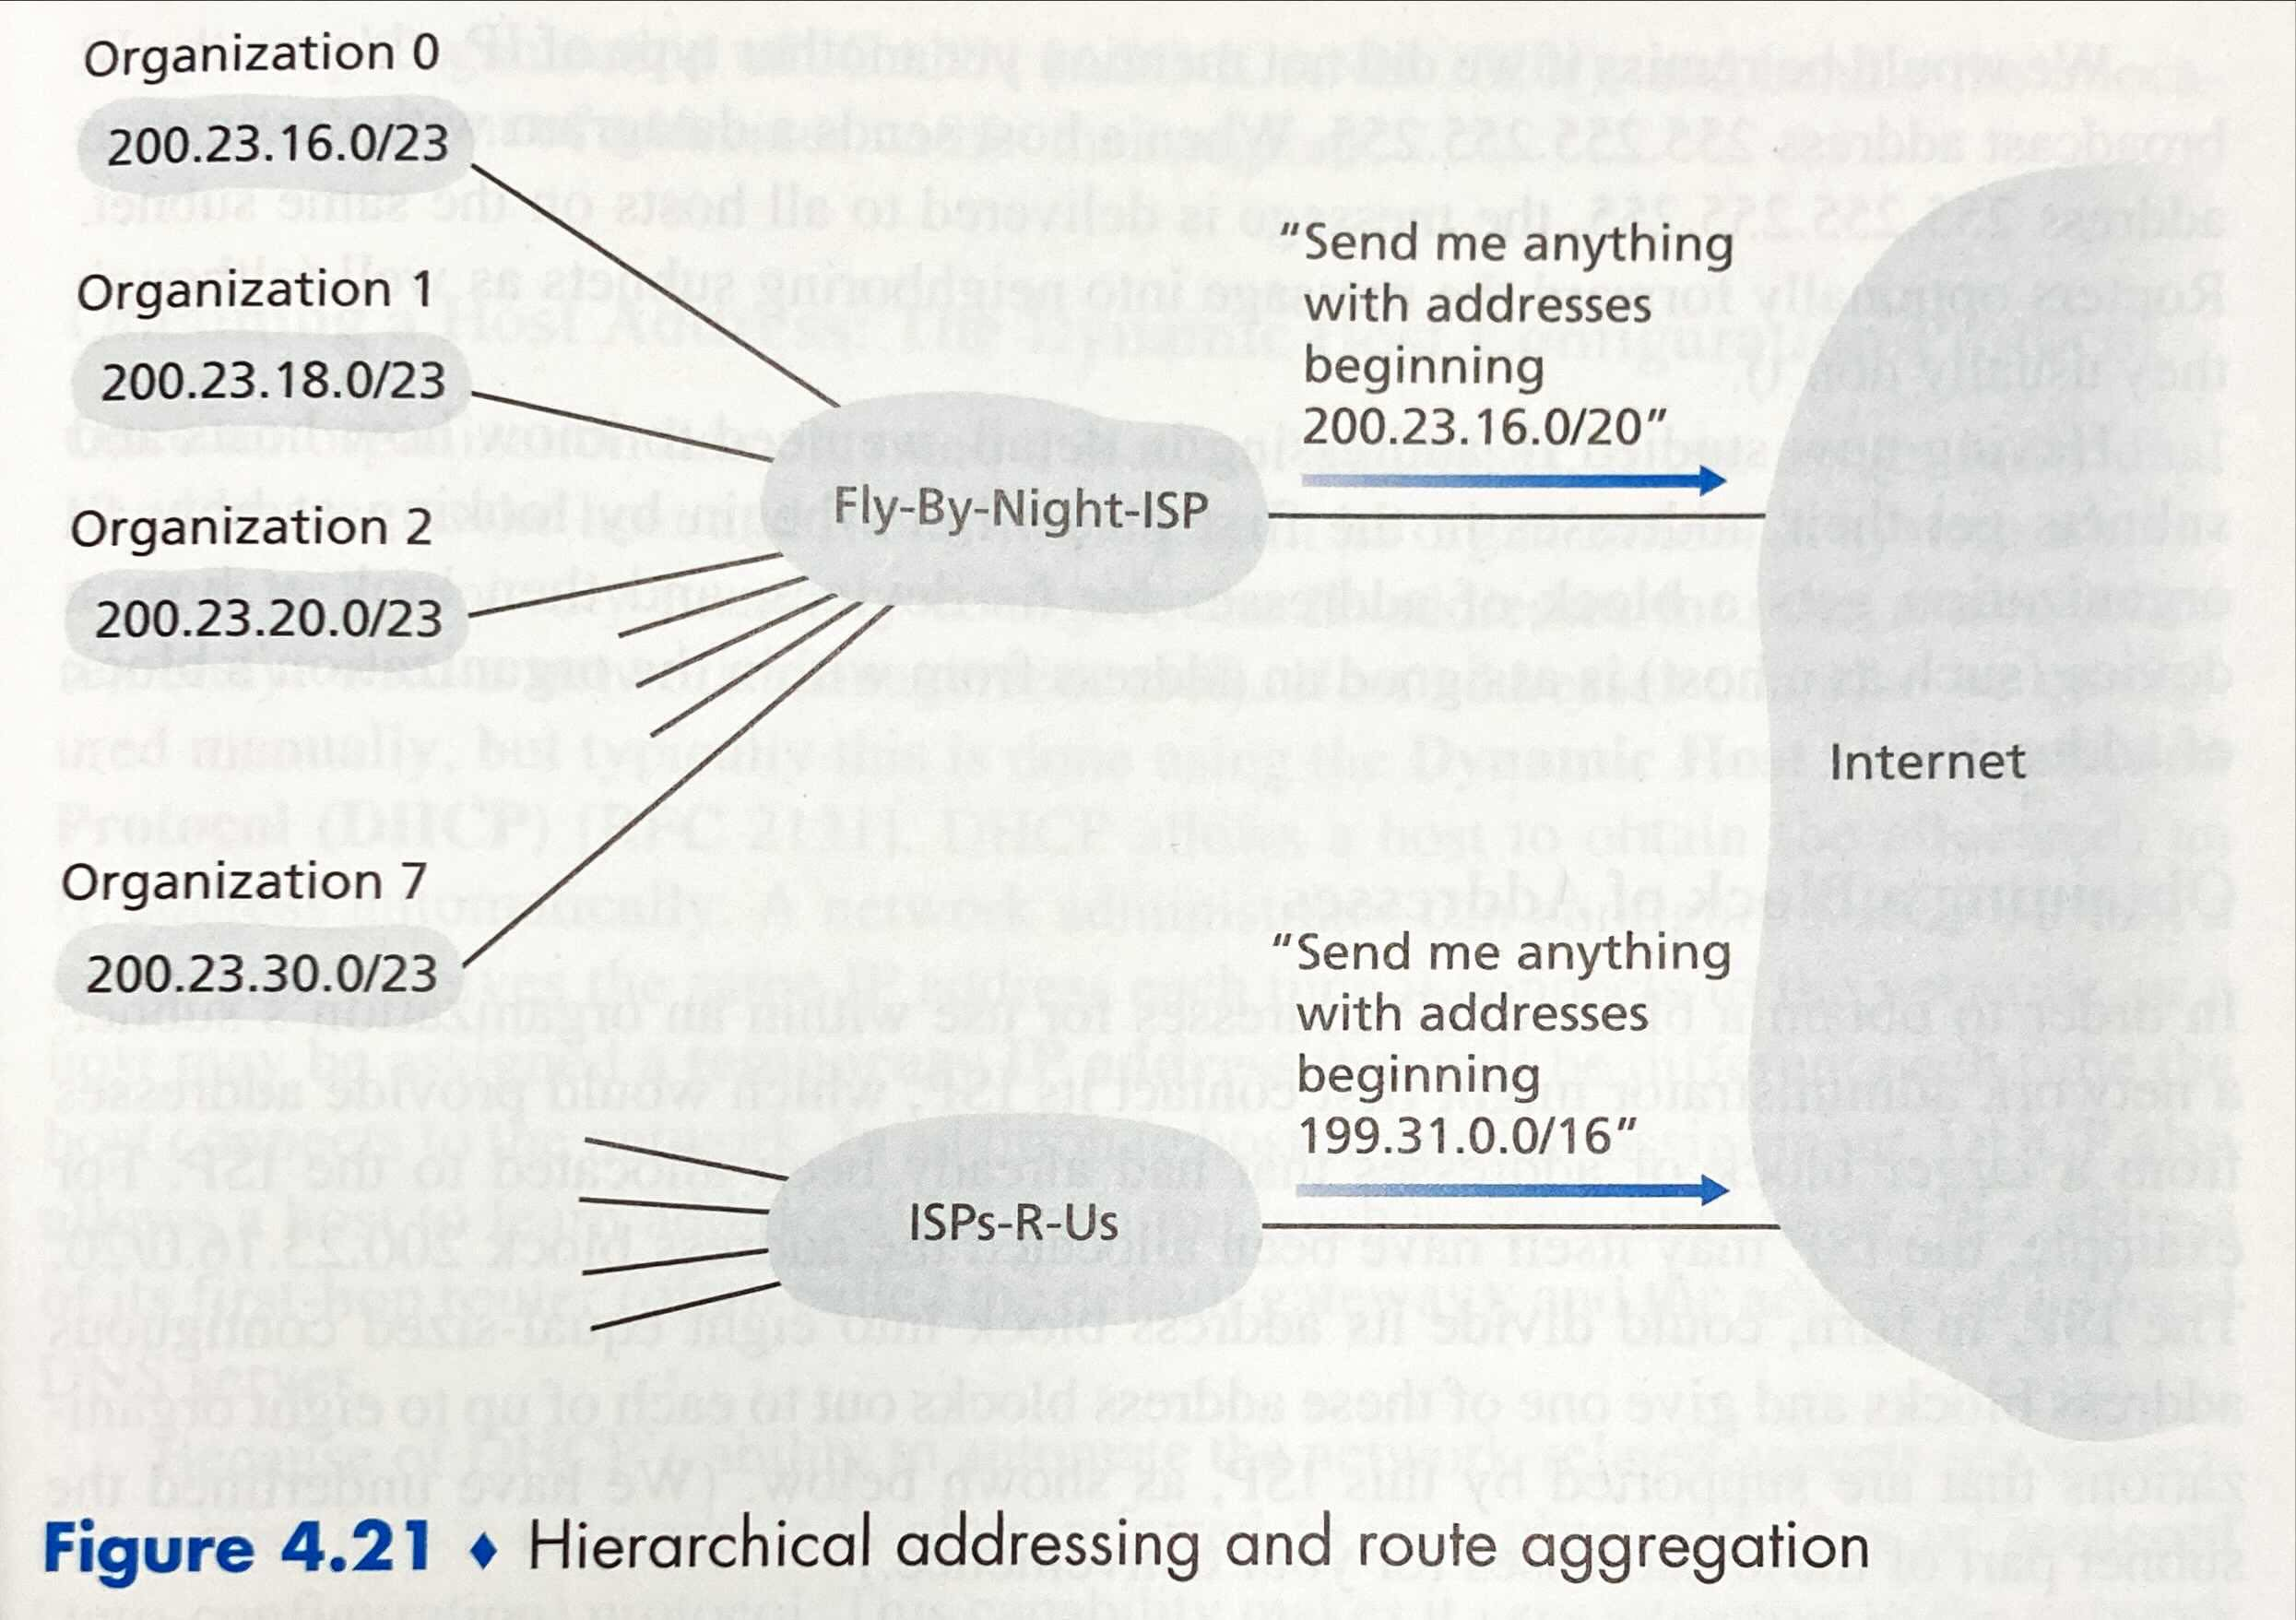 Organization 0
200.23.16.0/23
Organization 1
200.23.18.0/23
Organization 2
200.23.20.0/23
Organization 7
200.23.30.0/23
Fly-By-Night-ISP
"Send me anything
with addresses
beginning
200.23.16.0/20"
Internet
"Send me anything
with addresses
beginning
199.31.0.0/16"
ISPs-R-Us
Figure 4.21 ♦ Hierarchical addressing and route aggregation